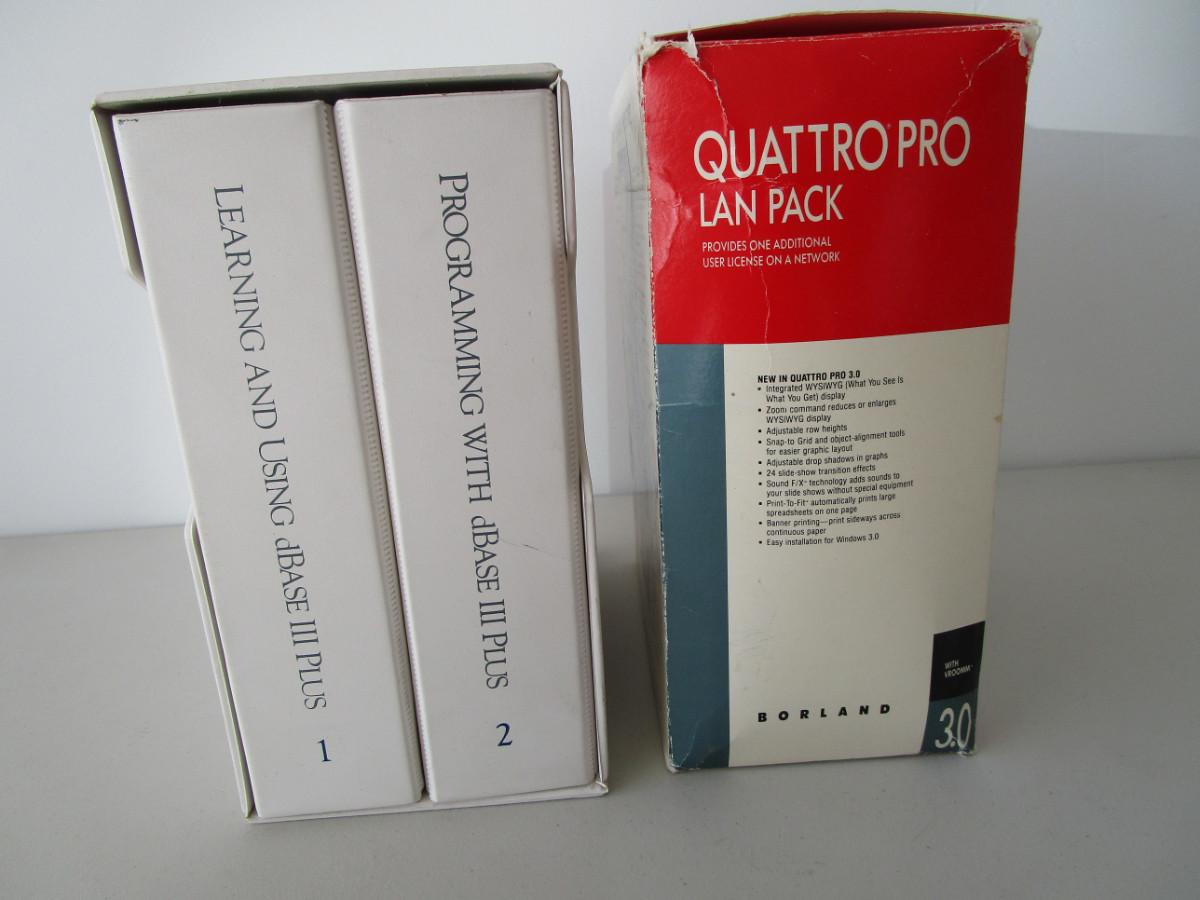 LEARNING AND USING dBASE III PLUS
1
PROGRAMMING WITH dBASE III PLUS
2
QUATTRO® PRO
LAN PACK
PROVIDES ONE ADDITIONAL
USER LICENSE ON A NETWORK
NEW IN QUATTRO PRO 3.0
▪ Integrated WYSIWYG (What You See Is
What You Get) display
▪ Zoom command reduces or enlarges
WYSIWYG display
▪ Adjustable row heights
▪ Snap-to Grid and object-alignment tools
for easier graphic layout
▪ Adjustable drop shadows in graphs
▪ 24 slide-show transition effects
▪ Sound F/X™ technology adds sounds to
your slide shows without special equipment
▪ Print-To-Fit™ automatically prints large
spreadsheets on one page
▪ Banner printing—print sideways across
continuous paper
▪ Easy installation for Windows 3.0
WITH
VROOMM™
BORLAND
3.0